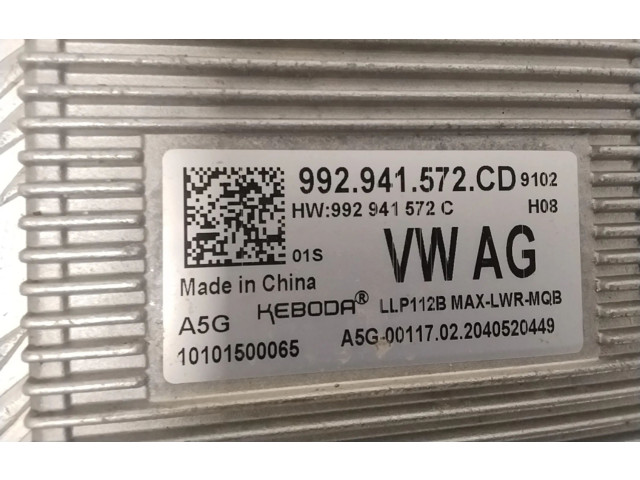 992.941.572.CD 9102
HW:992 941 572 C H08
01S VW AG
Made in China
A5G KEBODA® LLP112B MAX-LWR-MQB
10101500065 A5G-00117.02.2040520449